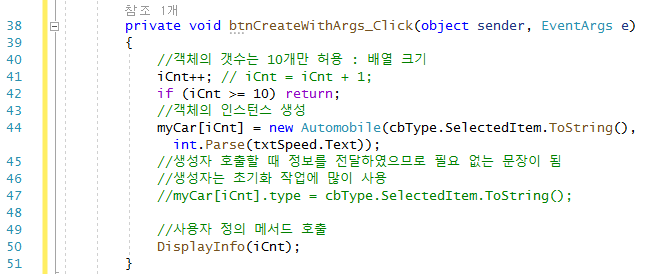 참조 1개
38 private void btnCreateWithArgs_Click(object sender, EventArgs e)
39 {
40 //객체의 갯수는 10개만 허용 : 배열 크기
41 iCnt++; // iCnt = iCnt + 1;
42 if (iCnt >= 10) return;
43 //객체의 인스턴스 생성
44 myCar[iCnt] = new Automobile(cbType.SelectedItem.ToString(),
int.Parse(txtSpeed.Text));
45 //생성자 호출할 때 정보를 전달하였으므로 필요 없는 문장이 됨
46 //생성자는 초기화 작업에 많이 사용
47 //myCar[iCnt].type = cbType.SelectedItem.ToString();
48
49 //사용자 정의 메서드 호출
50 DisplayInfo(iCnt);
51 }